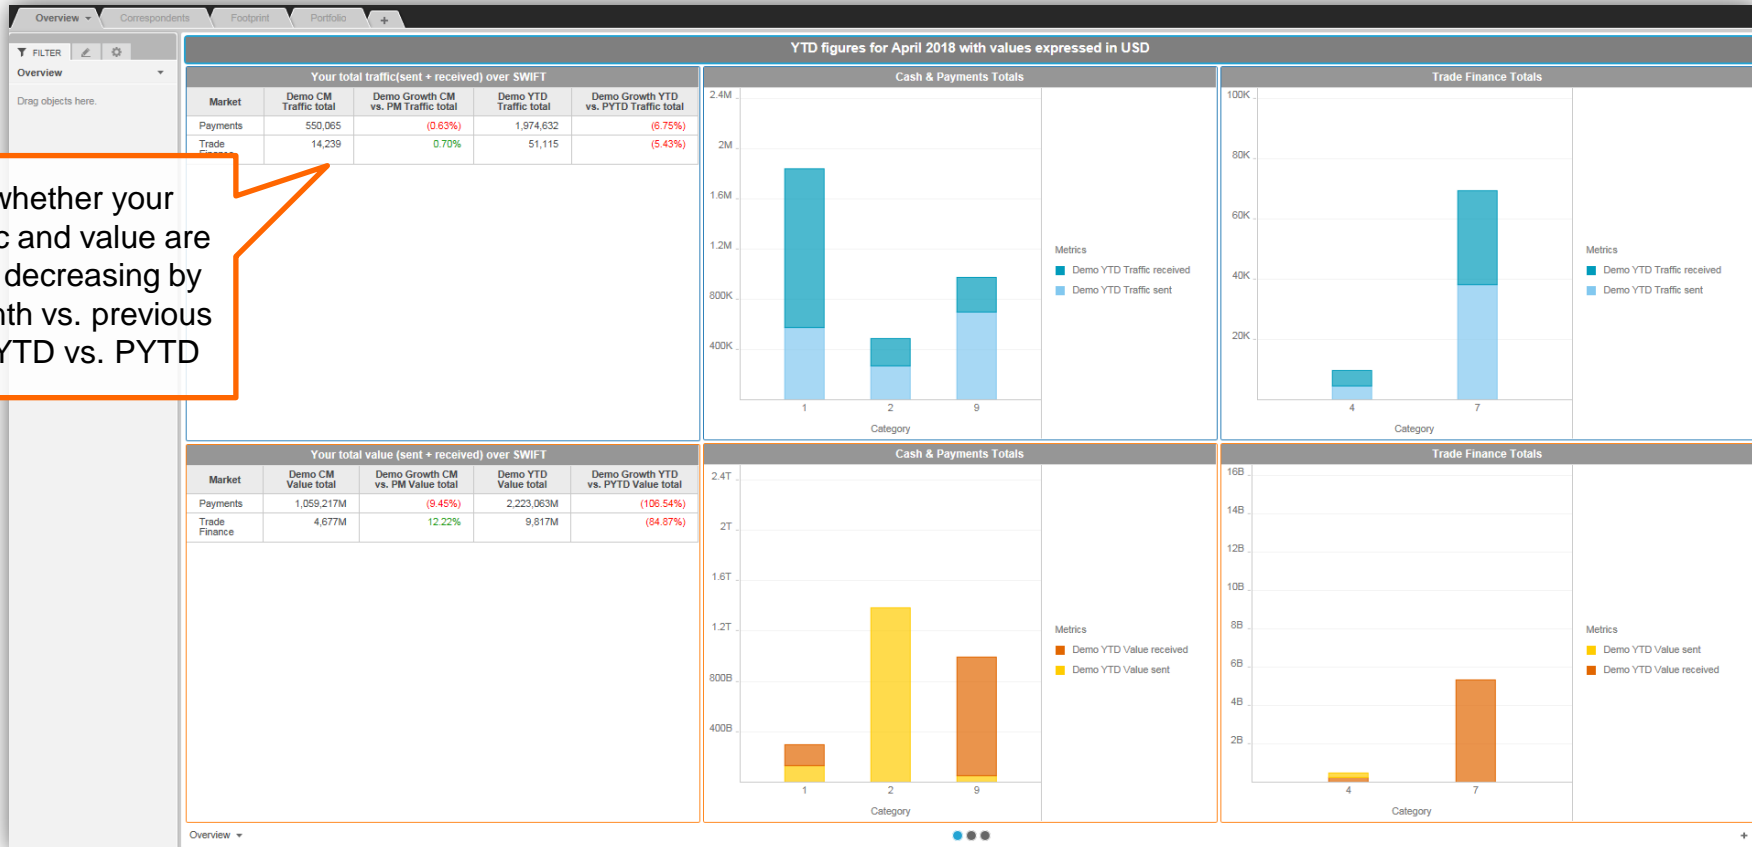 Overview
Correspondents
Footprint
Portfolio
+
FILTER
Overview
Drag objects here.
whether your
and value are
decreasing by
vs. previous
YTD vs. PYTD
YTD figures for April 2018 with values expressed in USD
Your total traffic(sent + received) over SWIFT
Market
Demo CM
Traffic total
Demo Growth CM
vs. PM Traffic total
Demo YTD
Traffic total
Demo Growth YTD
vs. PYTD Traffic total
Payments 550,065 (0.63%) 1,974,632 (6.75%)
Trade 14,239 0.70% 51,115 (5.43%)
Finance
Cash & Payments Totals
2.4M
2M
1.6M
1.2M
800K
400K
1 2 9
Category
Metrics
Demo YTD Traffic received
Demo YTD Traffic sent
Trade Finance Totals
100K
80K
60K
40K
20K
4 7
Category
Metrics
Demo YTD Traffic received
Demo YTD Traffic sent
Your total value (sent + received) over SWIFT
Market
Demo CM
Value total
Demo Growth CM
vs. PM Value total
Demo YTD
Value total
Demo Growth YTD
vs. PYTD Value total
Payments 1,059,217M (9.45%) 2,223,063M (106.54%)
Trade 4,677M 12.22% 9,817M (84.87%)
Finance
Cash & Payments Totals
2.4T
2T
1.6T
1.2T
800B
400B
1 2 9
Category
Metrics
Demo YTD Value received
Demo YTD Value sent
Trade Finance Totals
16B
14B
12B
10B
8B
6B
4B
2B
4 7
Category
Metrics
Demo YTD Value sent
Demo YTD Value received
Overview
+